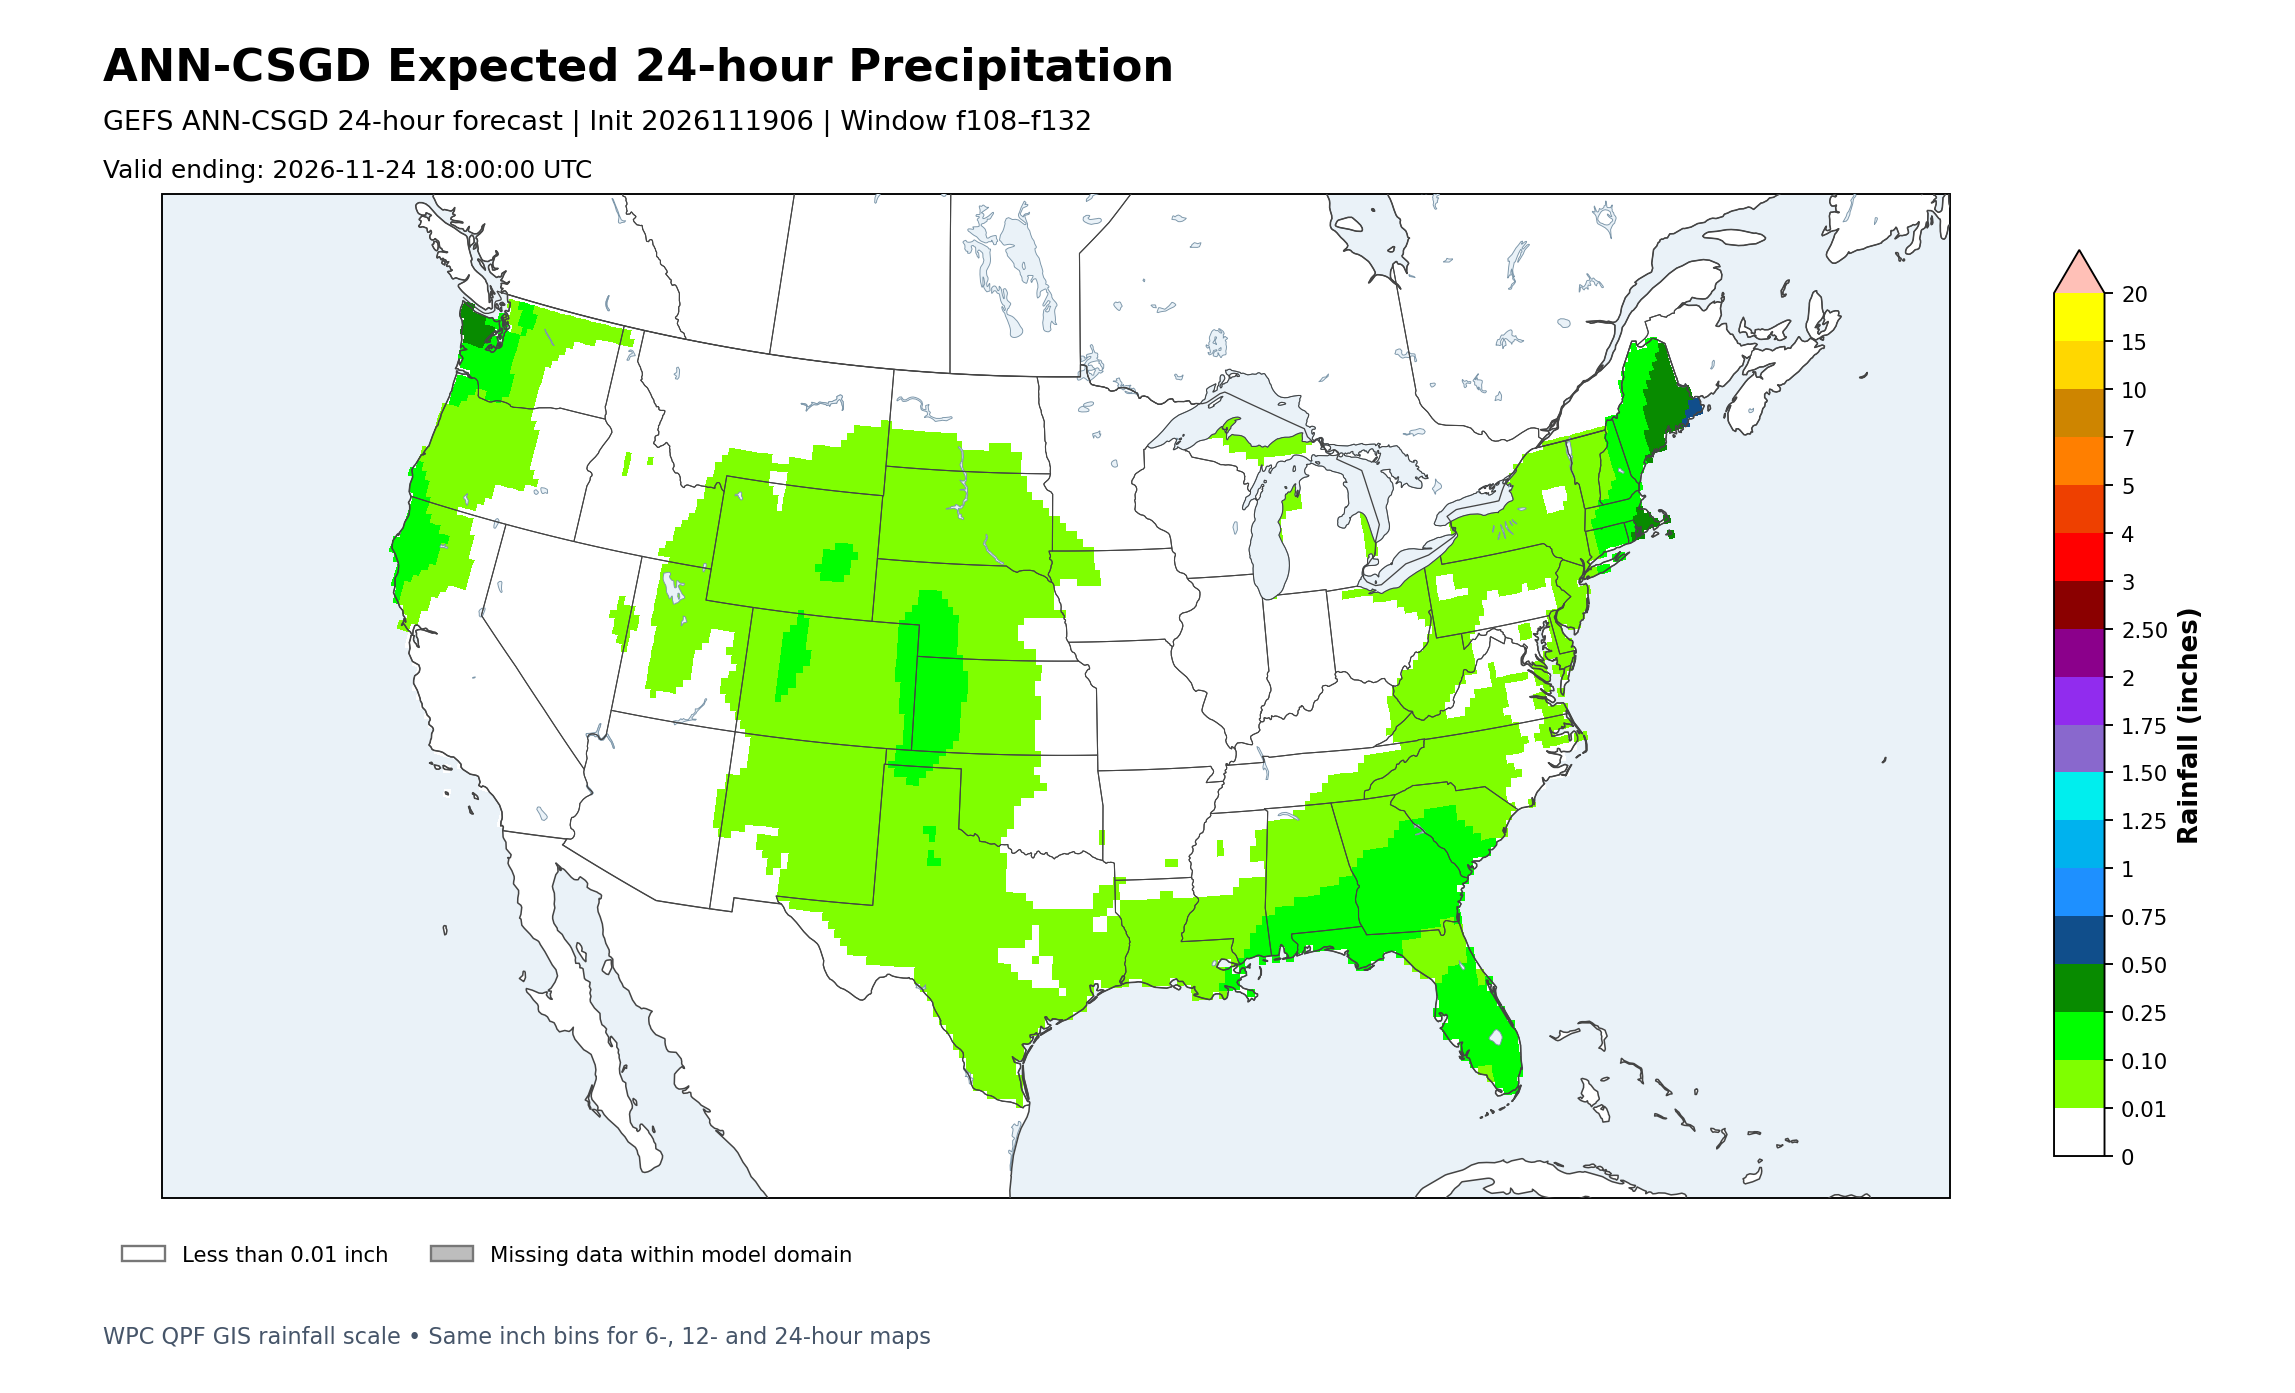 ANN-CSGD Expected 24-hour Precipitation
GEFS ANN-CSGD 24-hour forecast | Init 2026111906 | Window f108–f132
Valid ending: 2026-11-24 18:00:00 UTC
20
15
10
7
5
4
3
2.50
2
1.75
1.50
1.25
1
0.75
0.50
0.25
0.10
0.01
0
Rainfall (inches)
Less than 0.01 inch
Missing data within model domain
WPC QPF GIS rainfall scale • Same inch bins for 6-, 12- and 24-hour maps